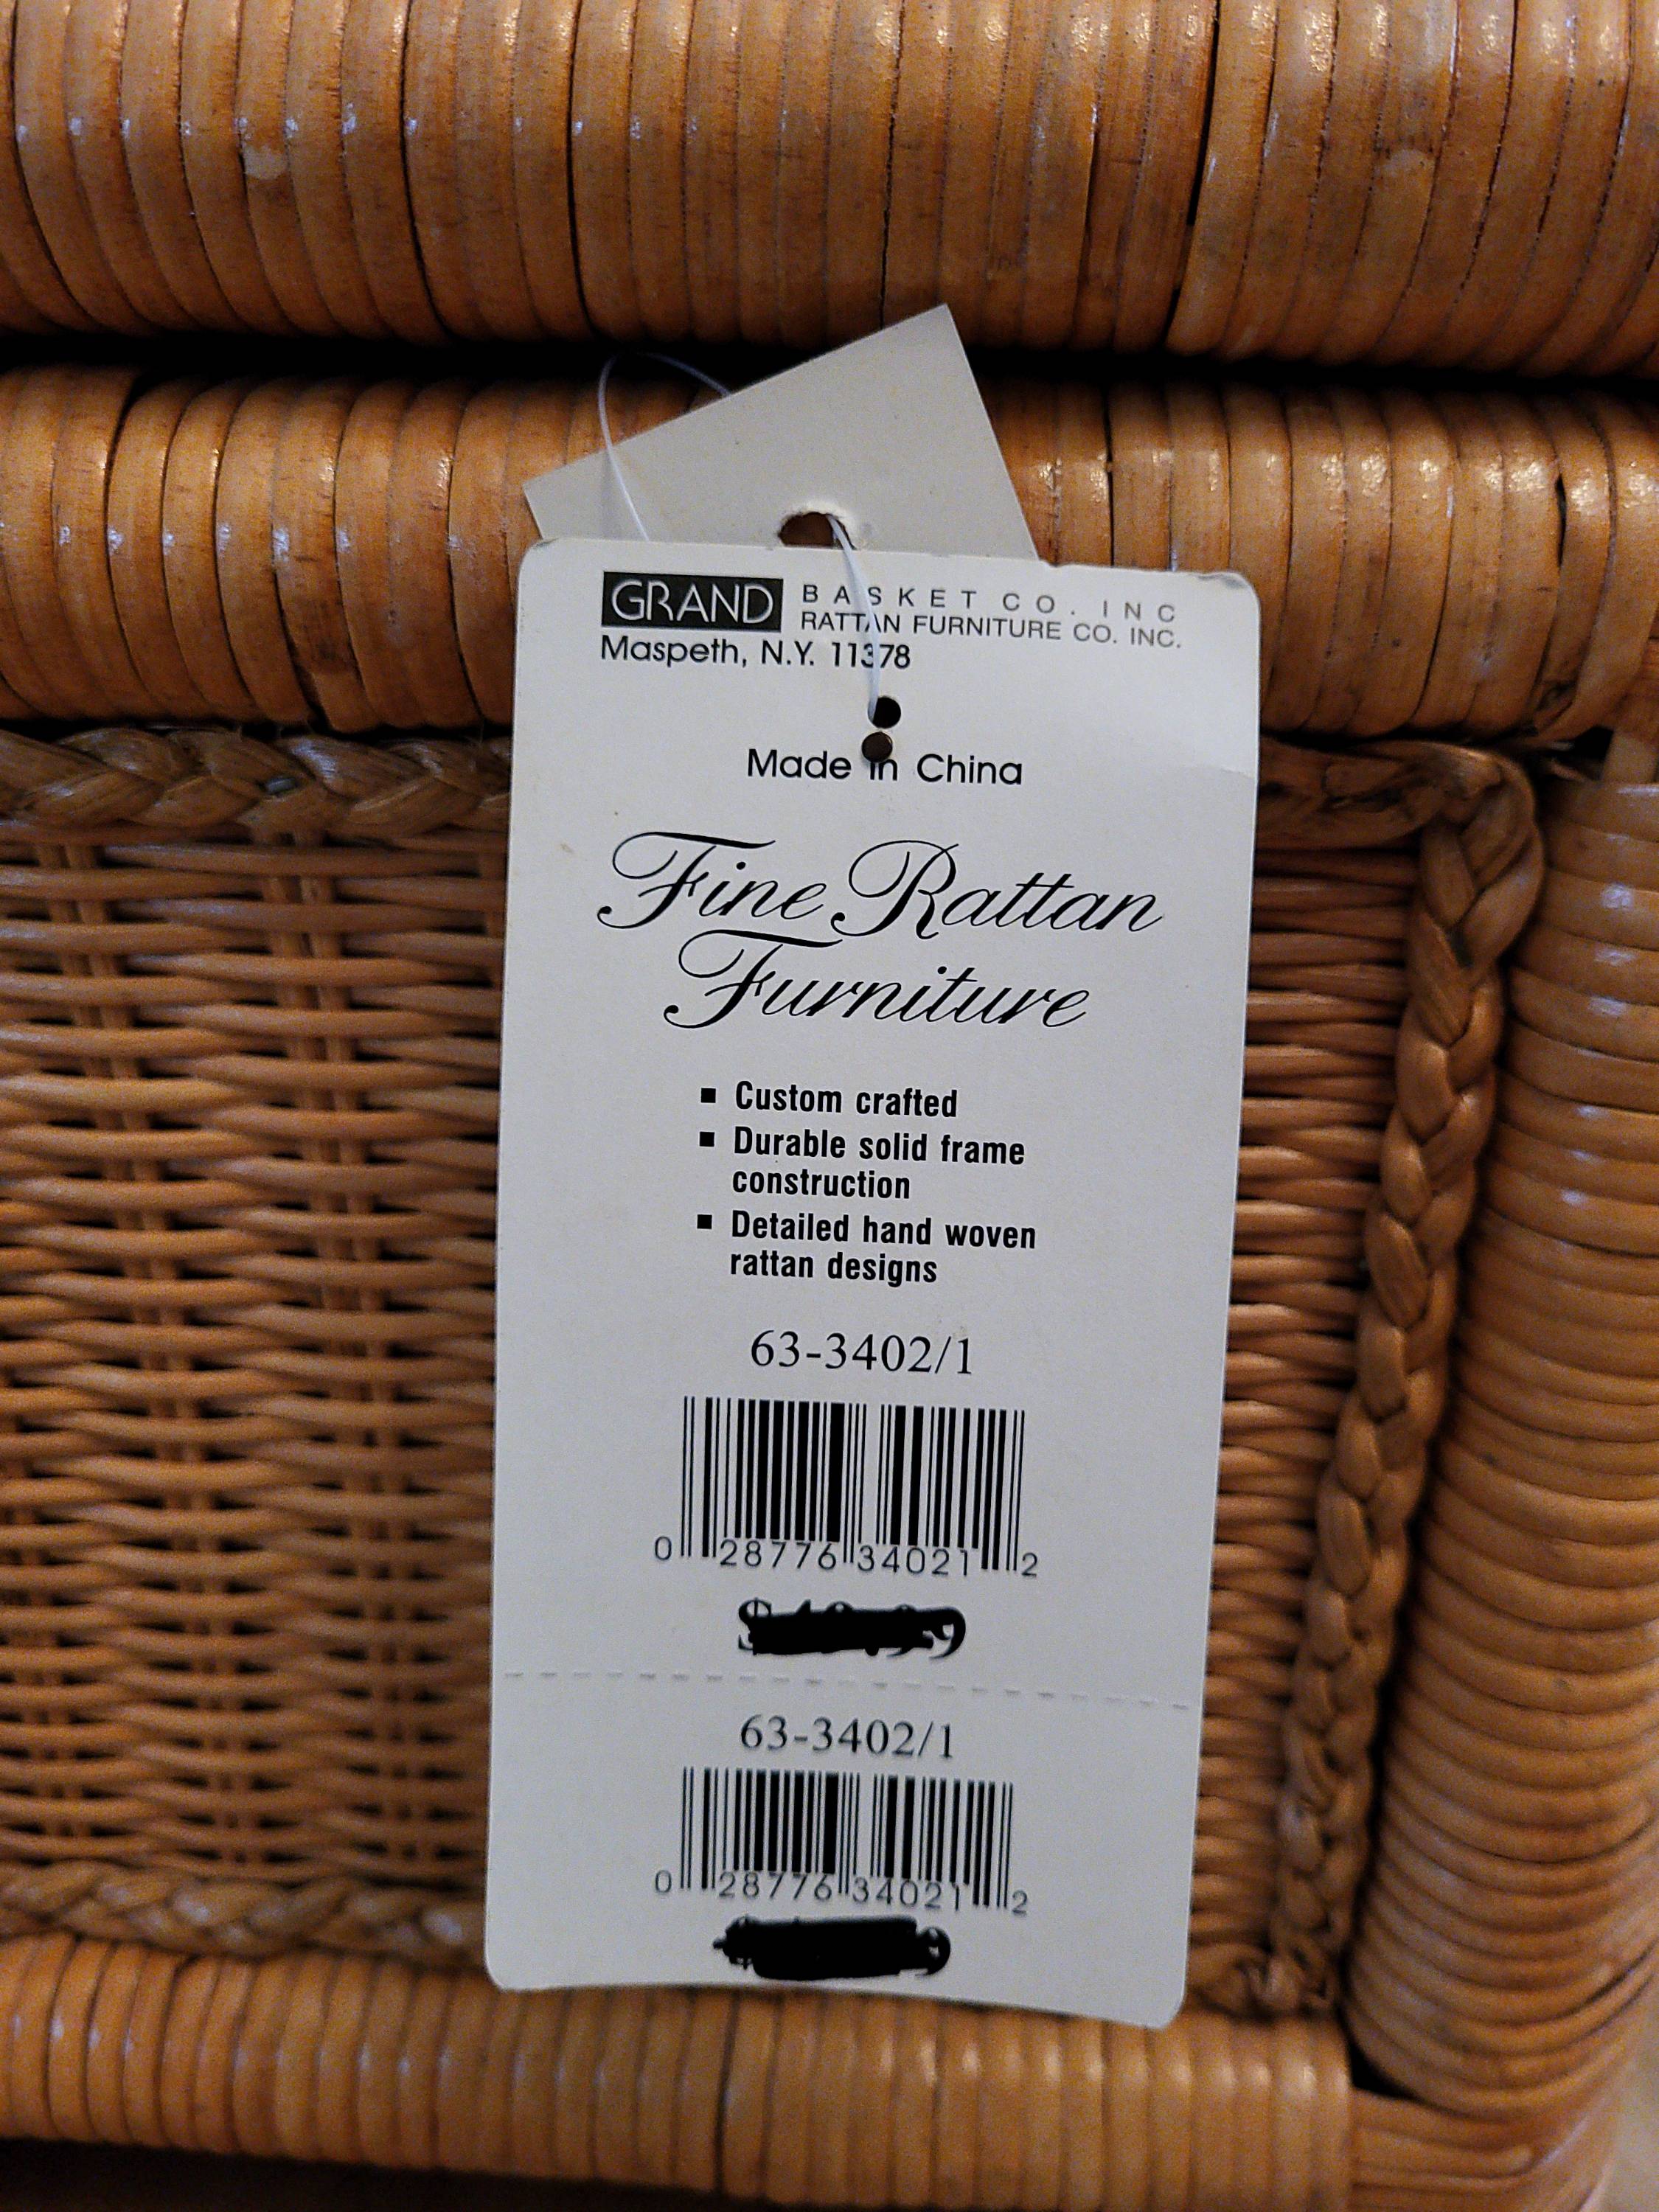 GRAND BASKET CO. INC
RATTAN FURNITURE CO. INC.
Maspeth, N.Y. 11378
Made in China
Fine Rattan
Furniture
▪ Custom crafted
▪ Durable solid frame
construction
▪ Detailed hand woven
rattan designs
63-3402/1
0 28776 34021 2
63-3402/1
0 28776 34021 2